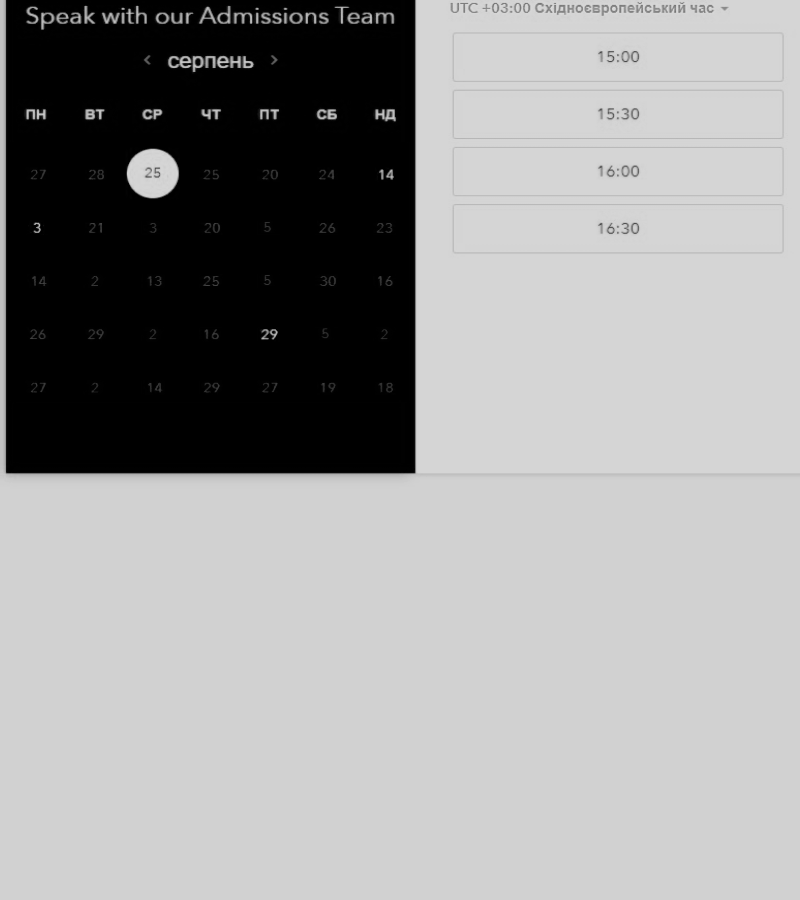 Speak with our Admissions Team
серпень
ПН ВТ СР ЧТ ПТ СБ НД
27 28 25 25 20 24 14
3 21 3 20 5 26 23
14 2 13 25 5 30 16
26 29 2 16 29 5 2
27 2 14 29 27 19 18
UTC +03:00 Східноєвропейський час
15:00
15:30
16:00
16:30